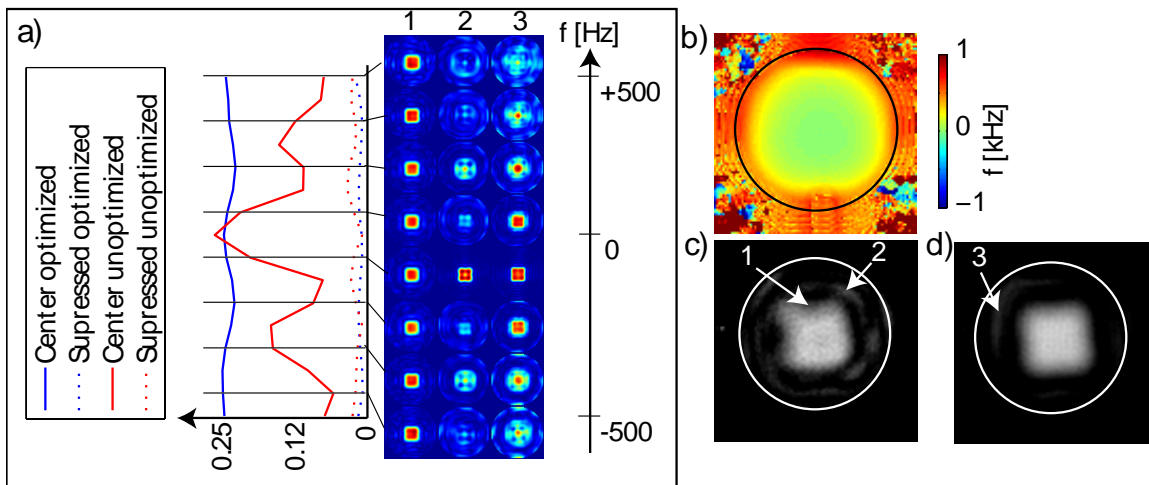 a)
1 2 3 f [Hz]
Center optimized
Supressed optimized
Center unoptimized
Supressed unoptimized
0.25 0.12 0
+500
0
-500
b)
1
0
−1
f [kHz]
c)
1 2
d)
3